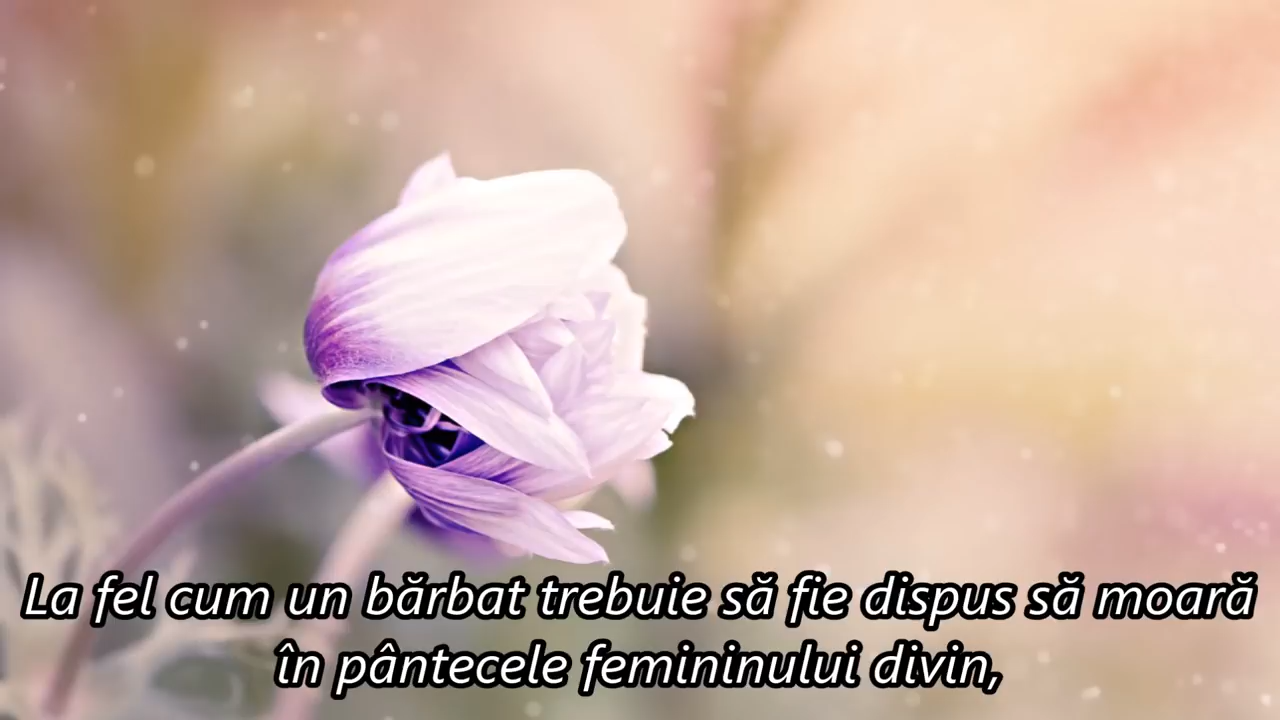 La fel cum un bărbat trebuie să fie dispus să moară
în pântecele femininului divin,